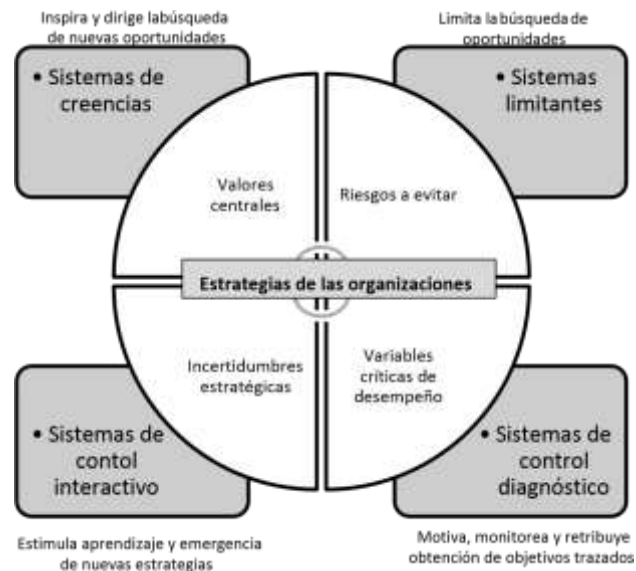 Inspira y dirige labúsqueda
de nuevas oportunidades
Limita la búsqueda de
oportunidades
• Sistemas de
creencias
• Sistemas
limitantes
Valores
centrales
Riesgos a evitar
Estrategias de las organizaciones
Incertidumbres
estratégicas
Variables
críticas de
desempeño
• Sistemas de
contol
interactivo
• Sistemas de
control
diagnóstico
Estimula aprendizaje y emergencia
de nuevas estrategias
Motiva, monitorea y retribuye
obtención de objetivos trazados